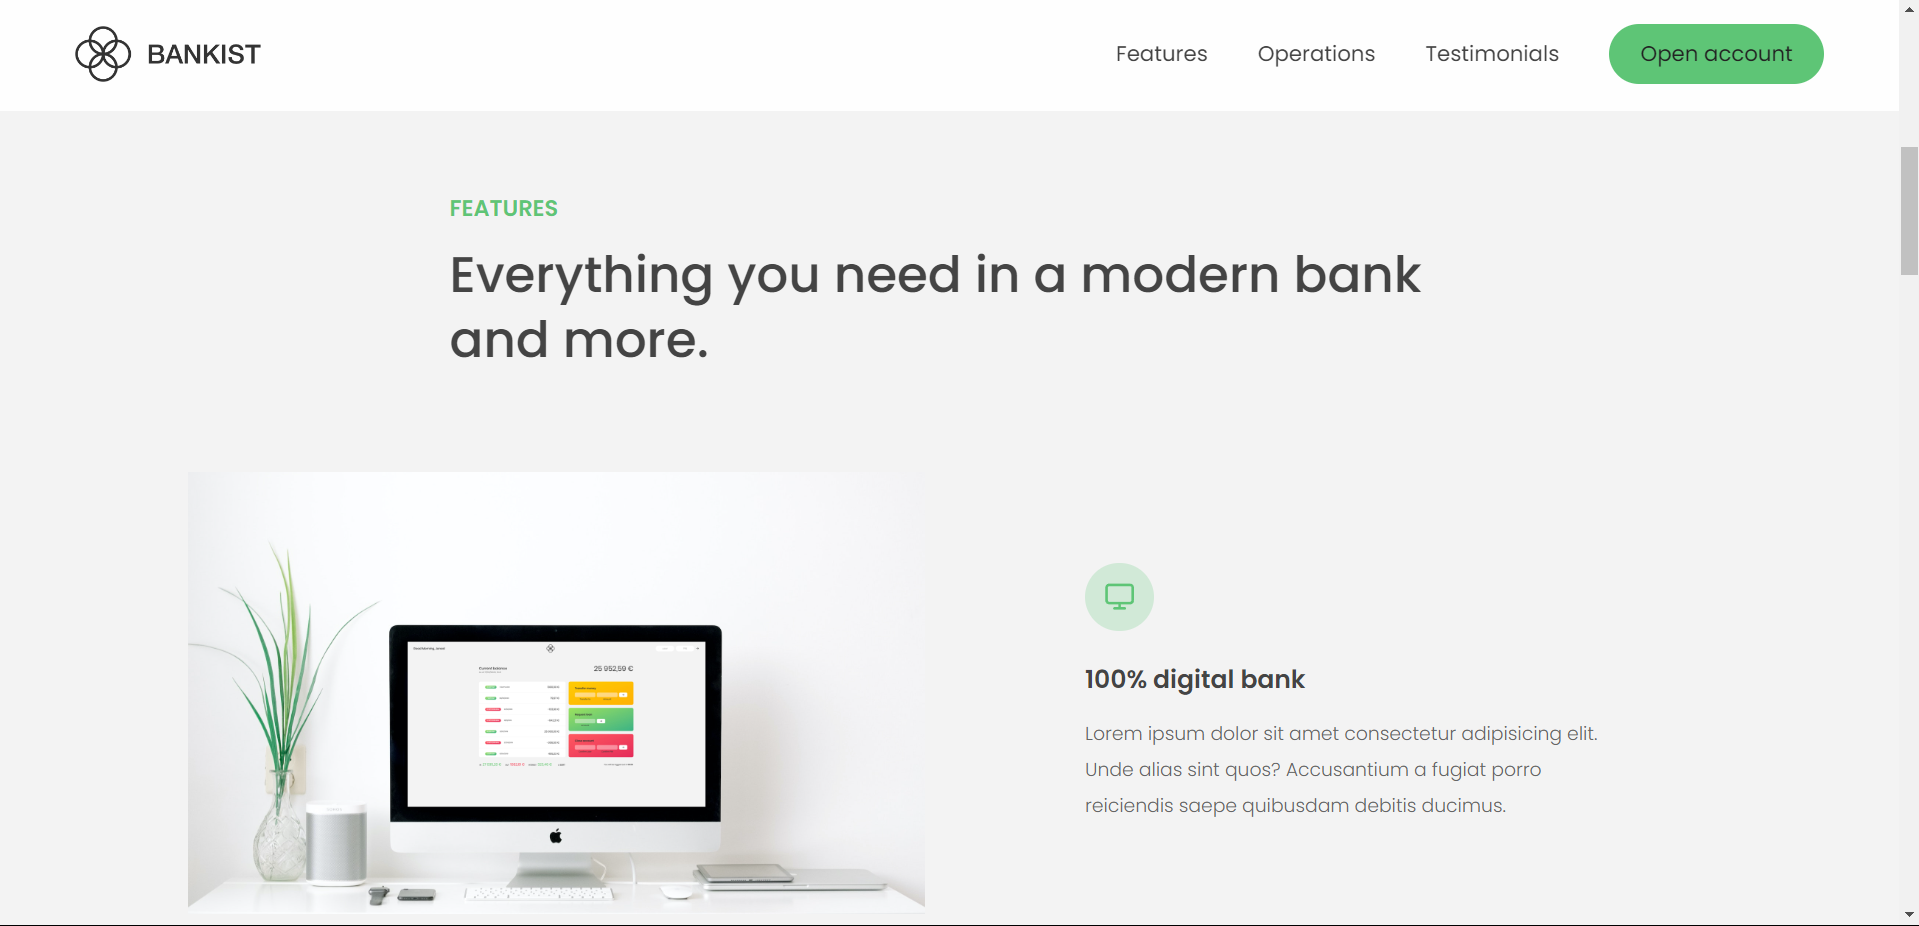 BANKIST
Features
Operations
Testimonials
Open account
FEATURES
Everything you need in a modern bank
and more.
25 952,59 €
100% digital bank
Lorem ipsum dolor sit amet consectetur adipisicing elit.
Unde alias sint quos? Accusantium a fugiat porro
reiciendis saepe quibusdam debitis ducimus.